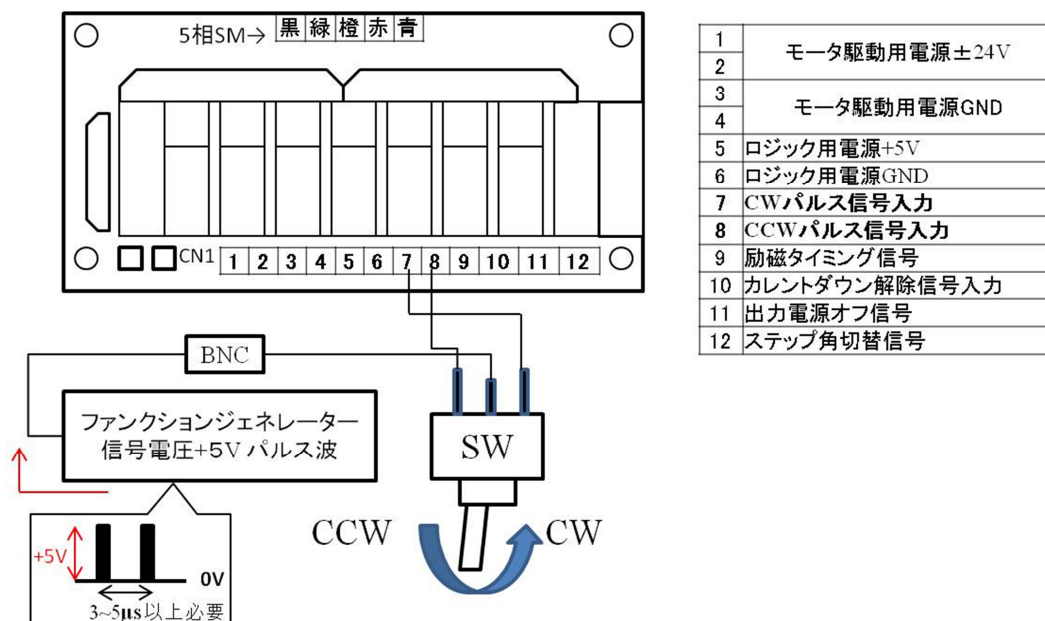 5相SM→ 黒 緑 橙 赤 青
CN1 1 2 3 4 5 6 7 8 9 10 11 12
BNC
ファンクションジェネレーター
信号電圧+5V パルス波
+5V
0V
3~5μs以上必要
SW
CCW
CW
1
2
モータ駆動用電源±24V
3
4
モータ駆動用電源GND
5 ロジック用電源+5V
6 ロジック用電源GND
7 CWパルス信号入力
8 CCWパルス信号入力
9 励磁タイミング信号
10 カレントダウン解除信号入力
11 出力電源オフ信号
12 ステップ角切替信号